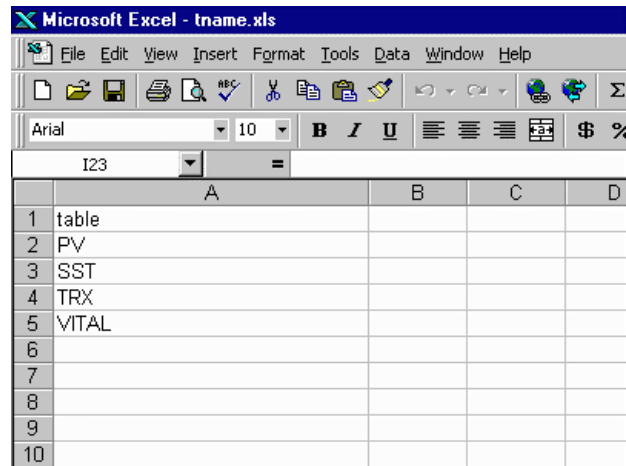 Microsoft Excel - tname.xls
File Edit View Insert Format Tools Data Window Help
ABC
Arial 10 B I U a $ %
I23 =
A B C D
1 table
2 PV
3 SST
4 TRX
5 VITAL
6
7
8
9
10